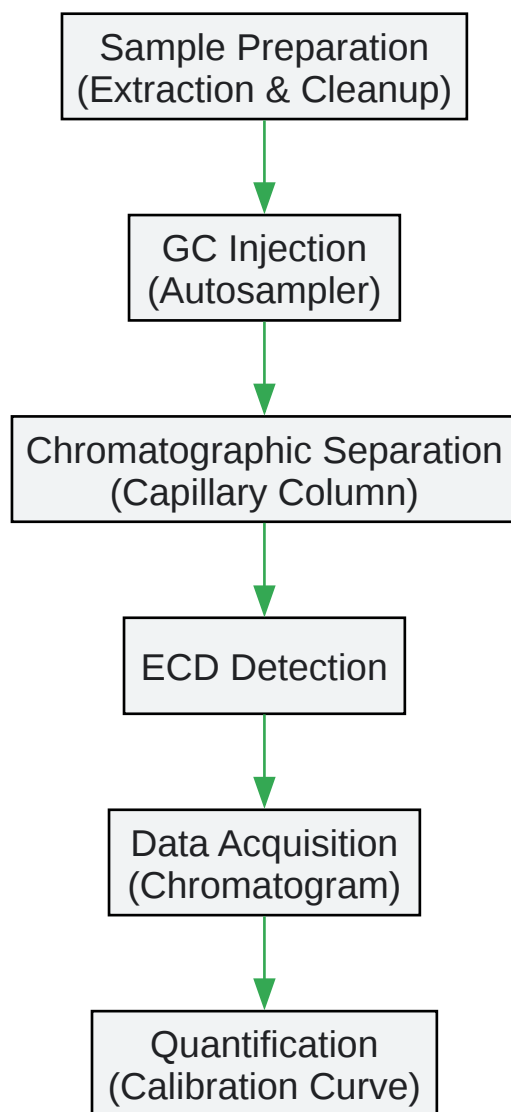 Sample Preparation
(Extraction & Cleanup)
GC Injection
(Autosampler)
Chromatographic Separation
(Capillary Column)
ECD Detection
Data Acquisition
(Chromatogram)
Quantification
(Calibration Curve)